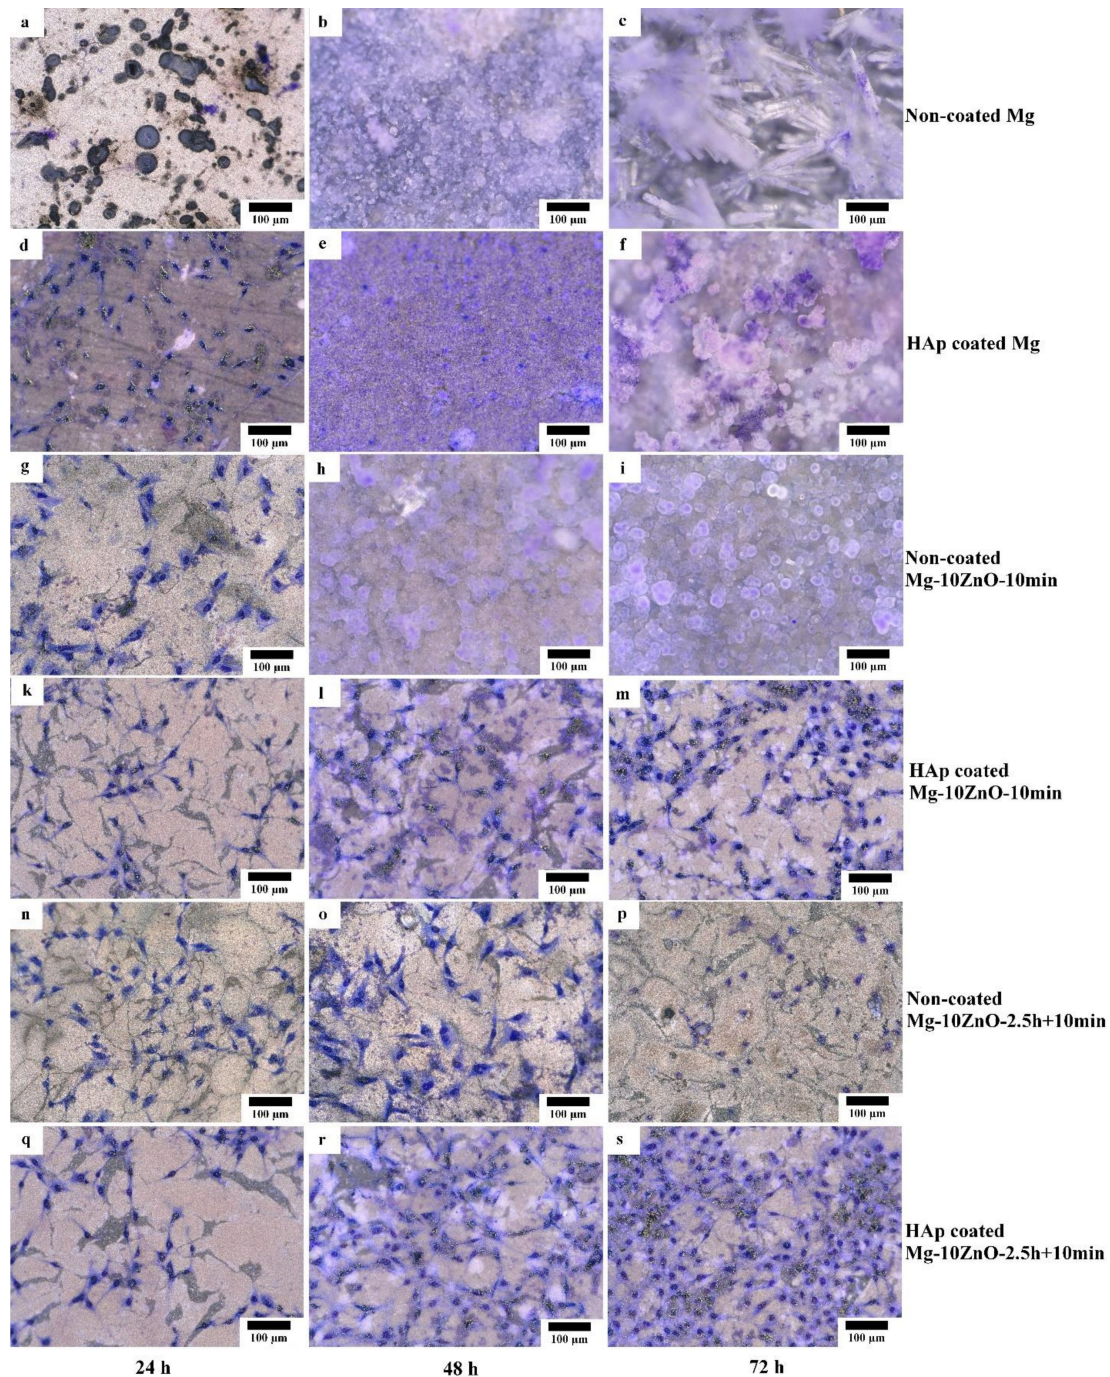 a
b
c
100 µm
100 µm
100 µm
Non-coated Mg
d
e
f
100 µm
100 µm
100 µm
HAp coated Mg
g
h
i
100 µm
100 µm
100 µm
Non-coated
Mg-10ZnO-10min
k
l
m
100 µm
100 µm
100 µm
HAp coated
Mg-10ZnO-10min
n
o
p
100 µm
100 µm
100 µm
Non-coated
Mg-10ZnO-2.5h+10min
q
r
s
100 µm
100 µm
100 µm
HAp coated
Mg-10ZnO-2.5h+10min
24 h
48 h
72 h